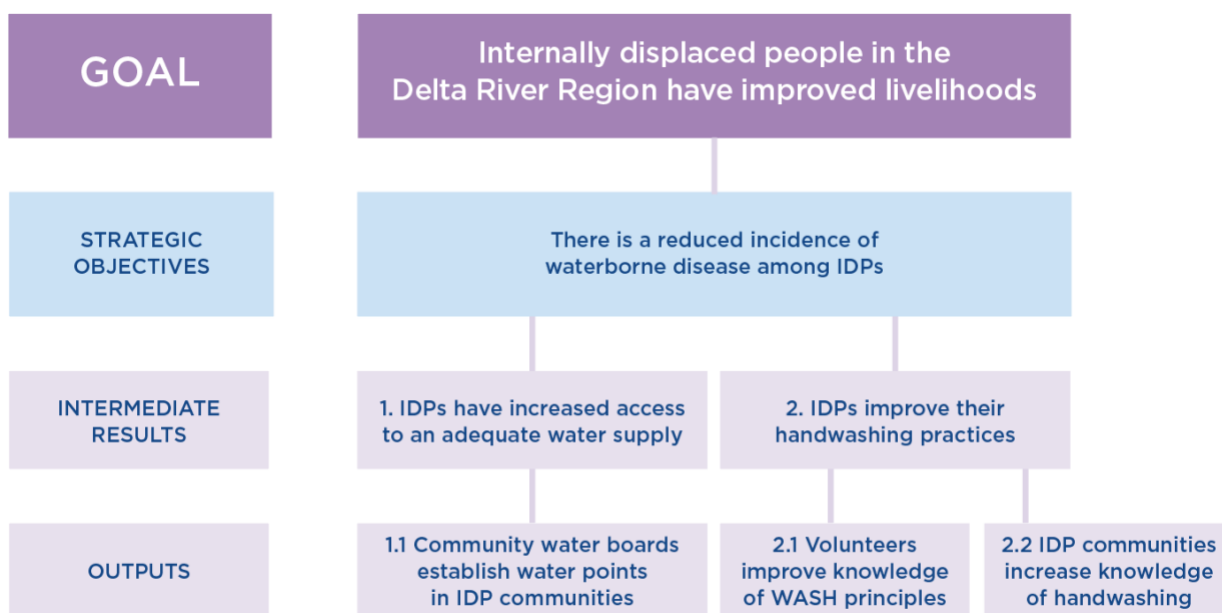 GOAL
Internally displaced people in the
Delta River Region have improved livelihoods
STRATEGIC
OBJECTIVES
There is a reduced incidence of
waterborne disease among IDPs
INTERMEDIATE
RESULTS
1. IDPs have increased access
to an adequate water supply
2. IDPs improve their
handwashing practices
OUTPUTS
1.1 Community water boards
establish water points
in IDP communities
2.1 Volunteers
improve knowledge
of WASH principles
2.2 IDP communities
increase knowledge
of handwashing